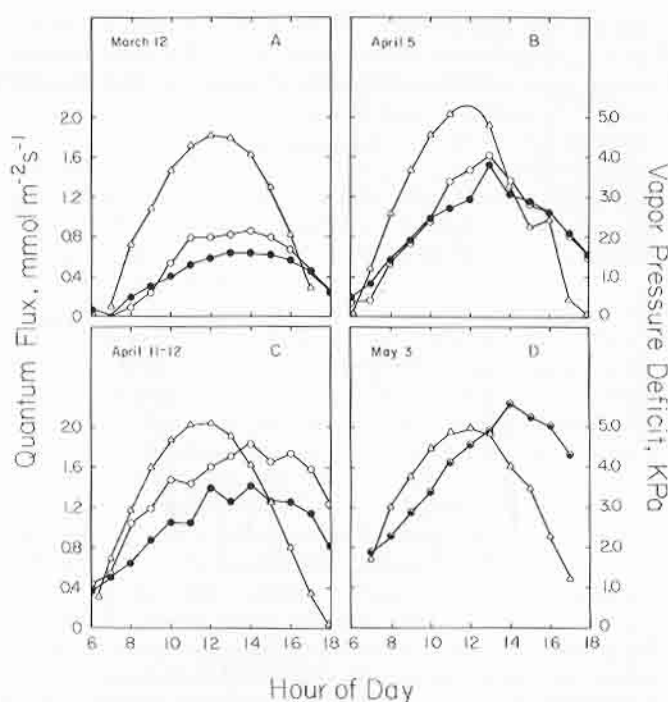 March 12 A
April 5 B
2.0
1.6
1.2
0.8
0.4
0
5.0
4.0
3.0
2.0
1.0
0
April 11-12 C
May 3 D
2.0
1.6
1.2
0.8
0.4
0
5.0
4.0
3.0
2.0
1.0
0
6 8 10 12 14 16 18
6 8 10 12 14 16 18
Quantum Flux, mmol m⁻²s⁻¹
Vapor Pressure Deficit, KPa
Hour of Day